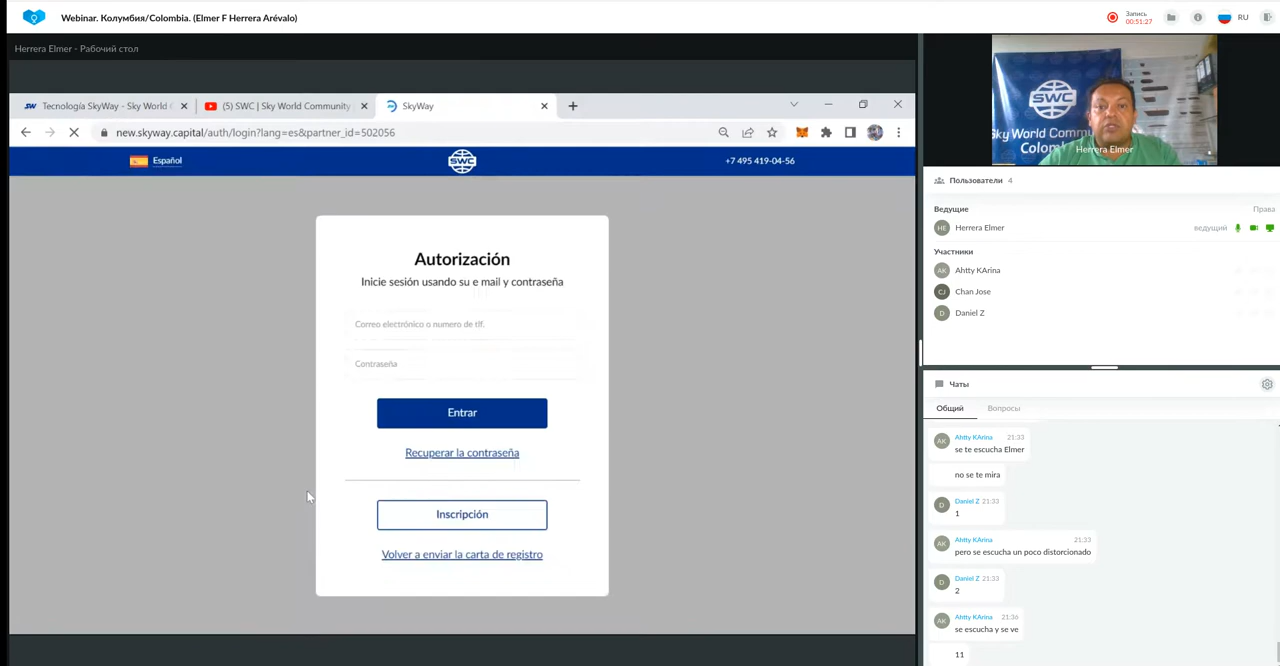 Webinar. Колумбия/Colombia. (Elmer F Herrera Arévalo)
Запись
00:51:27
RU
Herrera Elmer - Рабочий стол
Tecnología SkyWay - Sky World C
(5) SWC | Sky World Community
SkyWay
new.skyway.capital/auth/login?lang=es&partner_id=502056
Español
SWC
+7 495 419-04-56
Autorización
Inicie sesión usando su e mail y contraseña
Correo electrónico o numero de tlf.
Contraseña
Entrar
Recuperar la contraseña
Inscripción
Volver a enviar la carta de registro
SWC
Sky World Commu
Colom
Herrera Elmer
Пользователи 4
Ведущие Права
HE Herrera Elmer ведущий
Участники
AK Ahtty KArina
CJ Chan Jose
D Daniel Z
Чаты
Общий Вопросы
AK Ahtty KArina 21:33
se te escucha Elmer
no se te mira
D Daniel Z 21:33
1
AK Ahtty KArina 21:33
pero se escucha un poco distorcionado
D Daniel Z 21:33
2
AK Ahtty KArina 21:36
se escucha y se ve
11